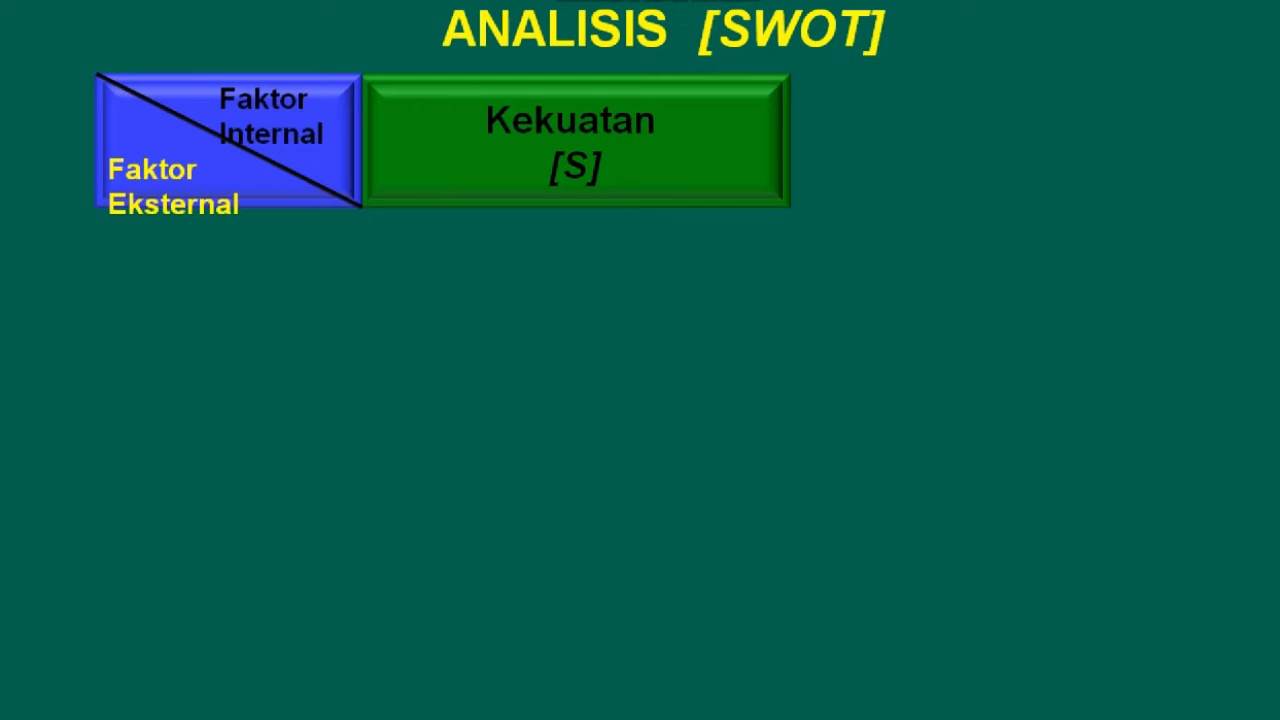 ANALISIS [SWOT]
Faktor
Internal
Faktor
Eksternal
Kekuatan
[S]